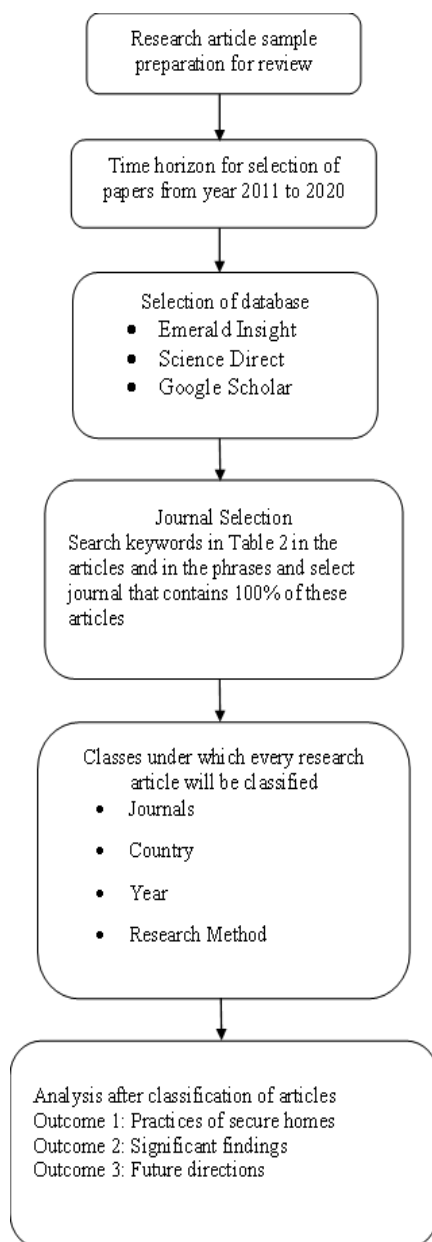 Research article sample
preparation for review
Time horizon for selection of
papers from year 2011 to 2020
Selection of database
• Emerald Insight
• Science Direct
• Google Scholar
Journal Selection
Search keywords in Table 2 in the
articles and in the phrases and select
journal that contains 100% of these
articles
Classes under which every research
article will be classified
• Journals
• Country
• Year
• Research Method
Analysis after classification of articles
Outcome 1: Practices of secure homes
Outcome 2: Significant findings
Outcome 3: Future directions